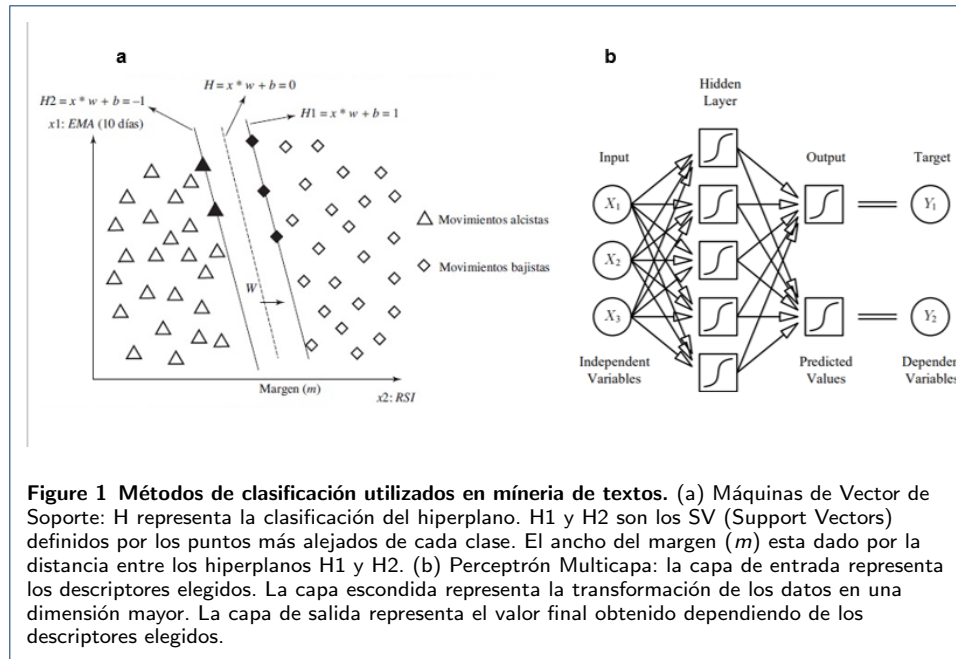 a
H = x * w + b = 0
H2 = x * w + b = –1
H1 = x * w + b = 1
x1: EMA (10 días)
Movimientos alcistas
Movimientos bajistas
W
Margen (m)
x2: RSI
b
Hidden
Layer
Input
Output
Target
X1
X2
X3
Y1
Y2
Independent
Variables
Predicted
Values
Dependent
Variables
Figure 1 Métodos de clasificación utilizados en míneria de textos. (a) Máquinas de Vector de
Soporte: H representa la clasificación del hiperplano. H1 y H2 son los SV (Support Vectors)
definidos por los puntos más alejados de cada clase. El ancho del margen (m) esta dado por la
distancia entre los hiperplanos H1 y H2. (b) Perceptrón Multicapa: la capa de entrada representa
los descriptores elegidos. La capa escondida representa la transformación de los datos en una
dimensión mayor. La capa de salida representa el valor final obtenido dependiendo de los
descriptores elegidos.